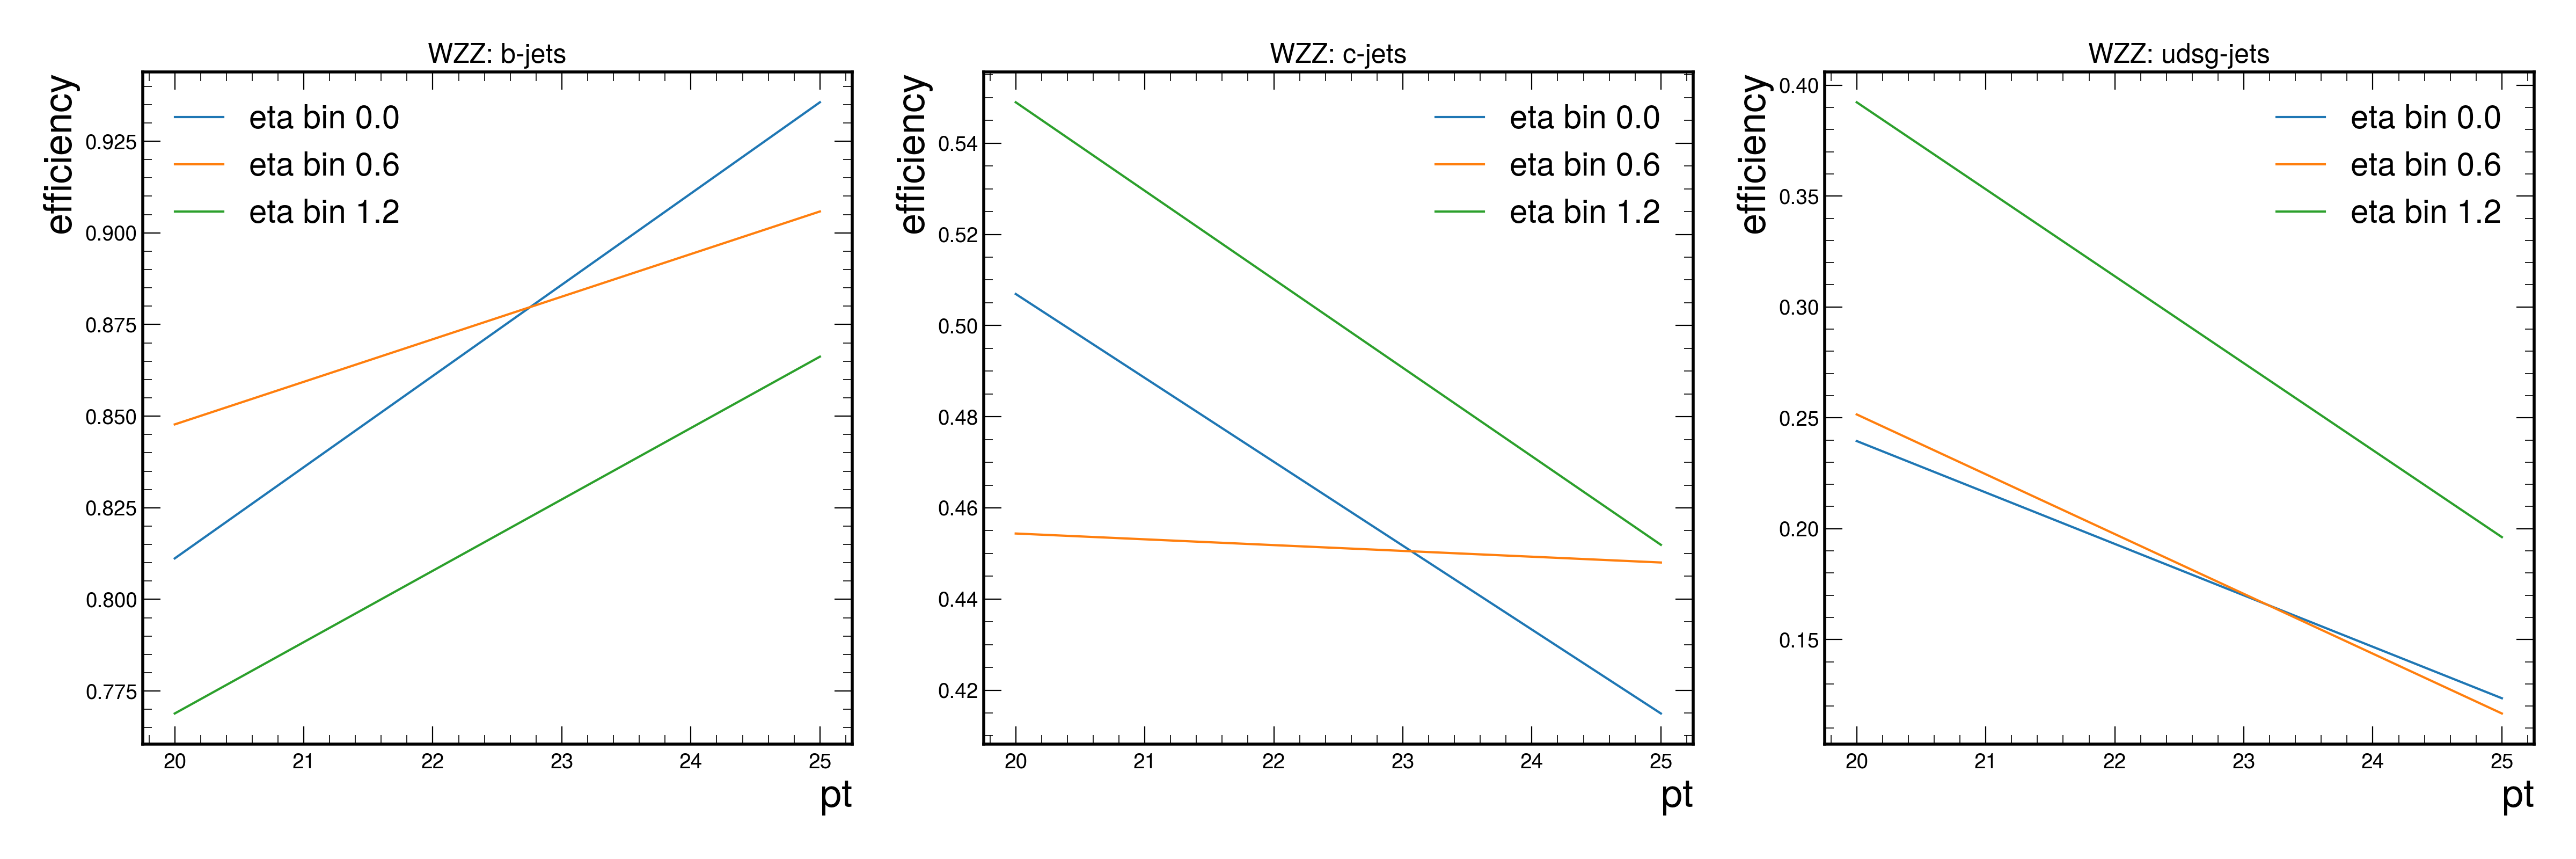 WZZ: b-jets
efficiency
0.925
0.900
0.875
0.850
0.825
0.800
0.775
eta bin 0.0
eta bin 0.6
eta bin 1.2
20 21 22 23 24 25
pt
WZZ: c-jets
efficiency
0.54
0.52
0.50
0.48
0.46
0.44
0.42
eta bin 0.0
eta bin 0.6
eta bin 1.2
20 21 22 23 24 25
pt
WZZ: udsg-jets
efficiency
0.40
0.35
0.30
0.25
0.20
0.15
eta bin 0.0
eta bin 0.6
eta bin 1.2
20 21 22 23 24 25
pt